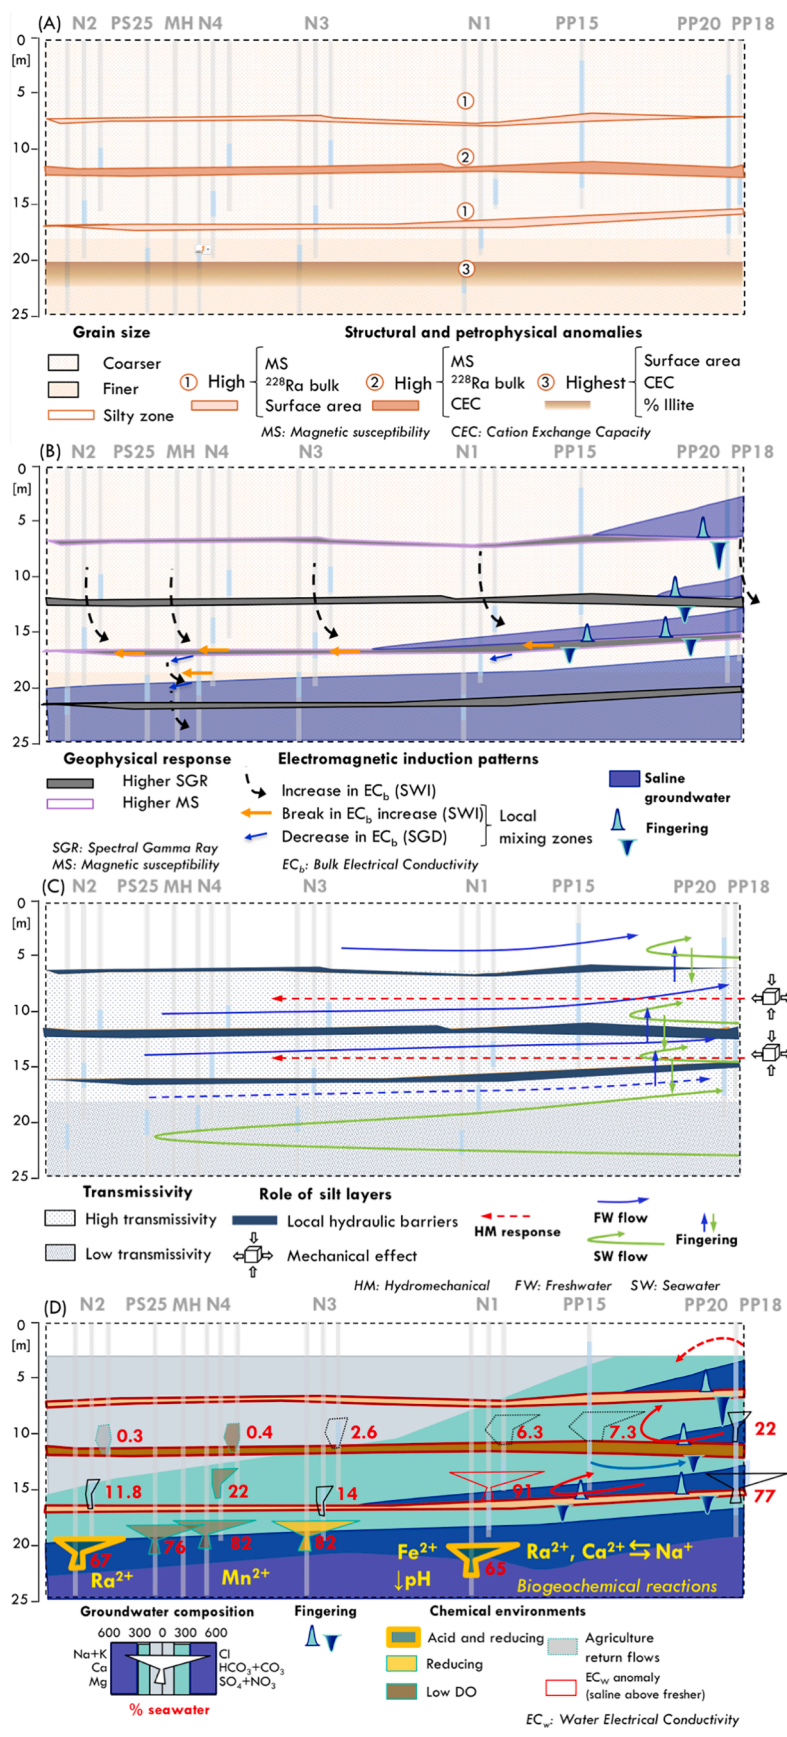 (A) N2 PS25 MH N4 N3 N1 PP15 PP20 PP18
0
[m]
5
10
15
20
25
1
2
1
3
Grain size
Coarser
Finer
Silty zone
Structural and petrophysical anomalies
1 High
MS
²²⁸Ra bulk
Surface area
2 High
MS
²²⁸Ra bulk
CEC
3 Highest
Surface area
CEC
% Illite
MS: Magnetic susceptibility CEC: Cation Exchange Capacity
(B) N2 PS25 MH N4 N3 N1 PP15 PP20 PP18
0
[m]
5
10
15
20
25
Geophysical response
Higher SGR
Higher MS
SGR: Spectral Gamma Ray
MS: Magnetic susceptibility
Electromagnetic induction patterns
Increase in ECb (SWI)
Break in ECb increase (SWI)
Decrease in ECb (SGD)
Local
mixing zones
ECb: Bulk Electrical Conductivity
Saline
groundwater
Fingering
(C) N2 PS25 MH N4 N3 N1 PP15 PP20 PP18
0
[m]
5
10
15
20
25
Transmissivity
High transmissivity
Low transmissivity
Role of silt layers
Local hydraulic barriers
Mechanical effect
HM response
FW flow
SW flow
Fingering
HM: Hydromechanical FW: Freshwater SW: Seawater
(D) N2 PS25 MH N4 N3 N1 PP15 PP20 PP18
0
[m]
5
10
15
20
25
0.3 0.4 2.6 6.3 7.3 22
11.8 22 14 91 77
67 76 82 82 65
Ra²⁺ Mn²⁺ Fe²⁺ ↓pH
Ra²⁺, Ca²⁺ ⇆ Na⁺
Biogeochemical reactions
Groundwater composition
600 300 0 300 600
Na+K Cl
Ca HCO₃+CO₃
Mg SO₄+NO₃
% seawater
Fingering
Chemical environments
Acid and reducing
Reducing
Low DO
Agriculture
return flows
ECw anomaly
(saline above fresher)
ECw: Water Electrical Conductivity